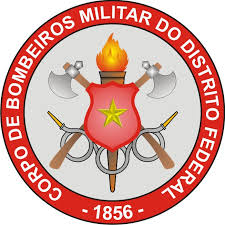 CORPO DE BOMBEIROS MILITAR DO DISTRITO FEDERAL
- 1856 -